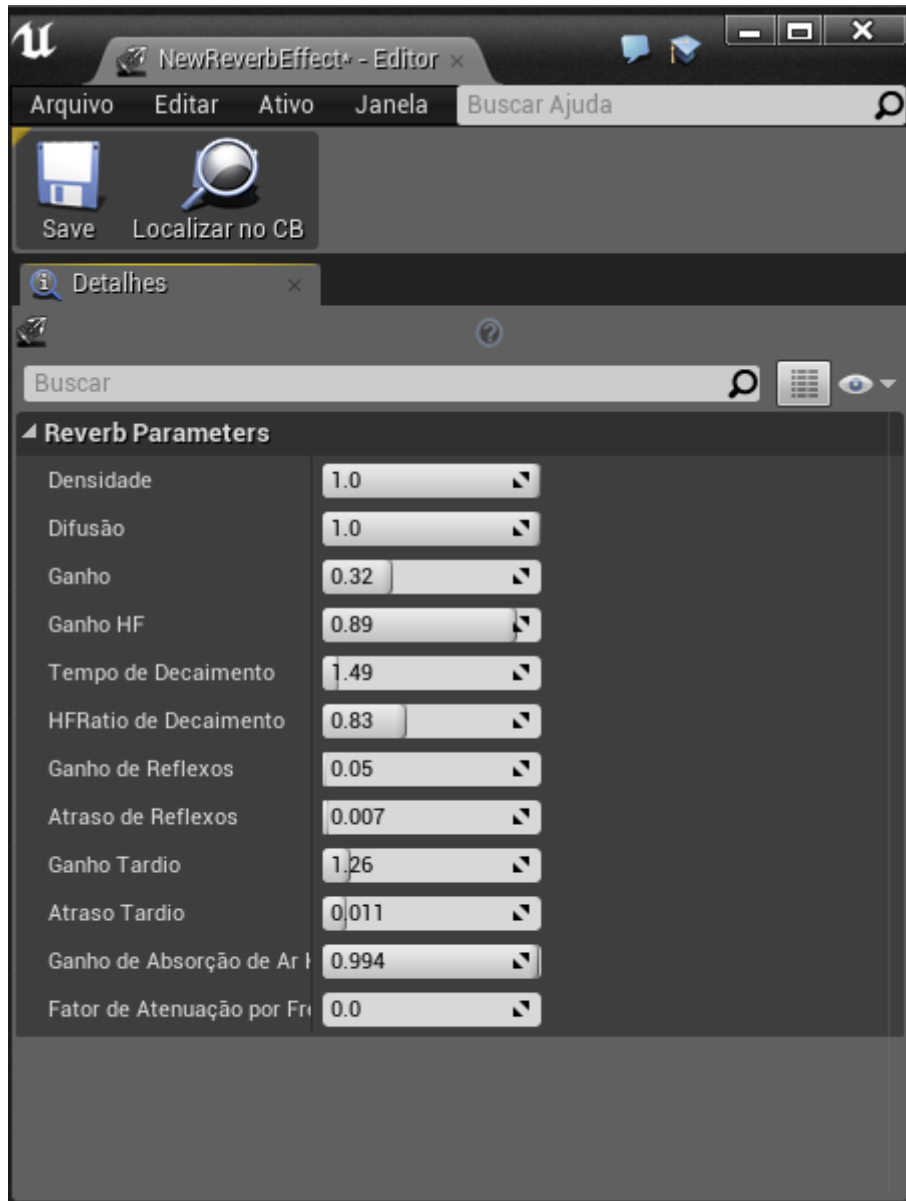 NewReverbEffect* - Editor
Arquivo Editar Ativo Janela Buscar Ajuda
Save Localizar no CB
Detalhes
Buscar
Reverb Parameters
Densidade 1.0
Difusão 1.0
Ganho 0.32
Ganho HF 0.89
Tempo de Decaimento 1.49
HFRatio de Decaimento 0.83
Ganho de Reflexos 0.05
Atraso de Reflexos 0.007
Ganho Tardio 1.26
Atraso Tardio 0.011
Ganho de Absorção de Ar 0.994
Fator de Atenuação por 0.0